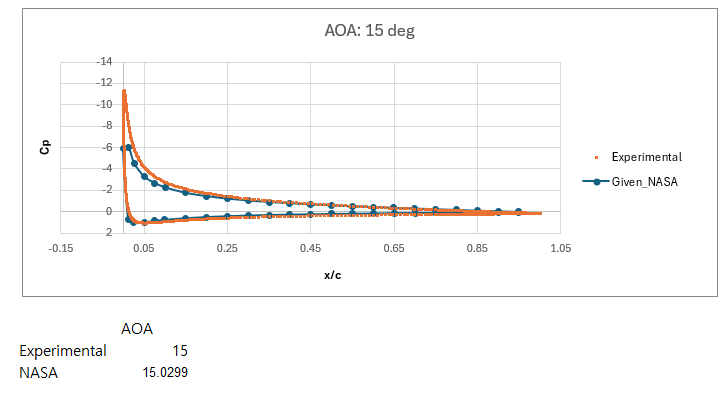 AOA: 15 deg
-14
-12
-10
-8
-6
-4
-2
0
2
Cp
-0.15 0.05 0.25 0.45 0.65 0.85 1.05
x/c
Experimental
Given_NASA
AOA
Experimental 15
NASA 15.0299